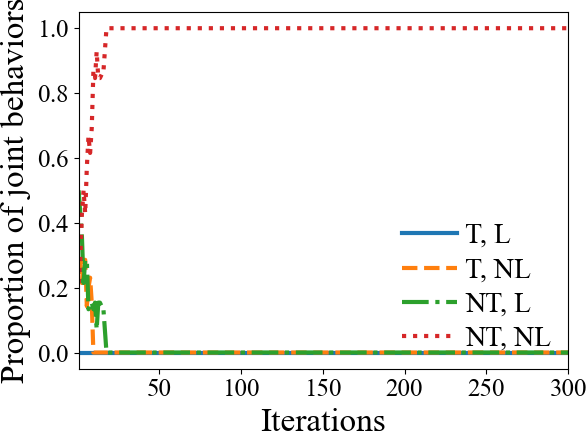 Proportion of joint behaviors
1.0
0.8
0.6
0.4
0.2
0.0
T, L
T, NL
NT, L
NT, NL
50
100
150
200
250
300
Iterations